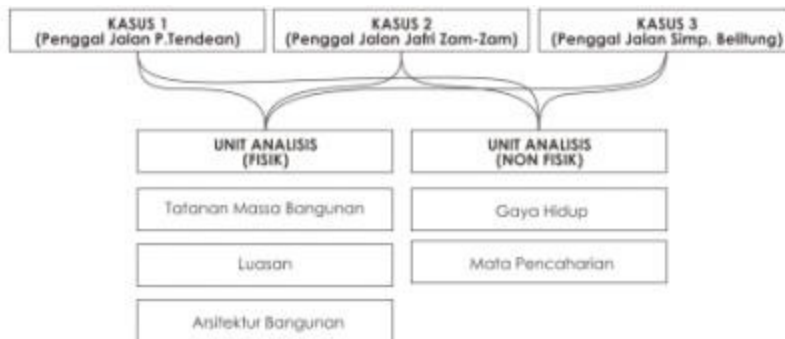 KASUS 1
(Penggal Jalan P.Tendean)
KASUS 2
(Penggal Jalan Jafri Zam-Zam)
KASUS 3
(Penggal Jalan Simp. Belitung)
UNIT ANALISIS
(FISIK)
UNIT ANALISIS
(NON FISIK)
Tatanan Massa Bangunan
Gaya Hidup
Luasan
Mata Pencaharian
Arsitektur Bangunan